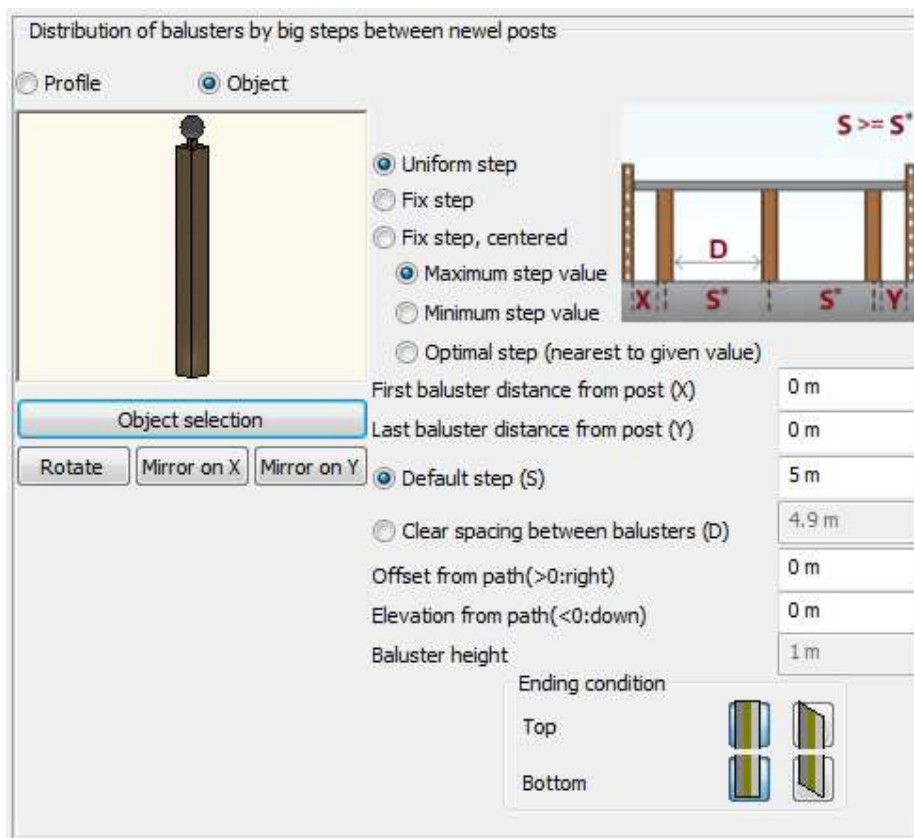 Distribution of balusters by big steps between newel posts
Profile
Object
S >= S*
Uniform step
Fix step
Fix step, centered
D
Maximum step value
X
S*
S*
Y
Minimum step value
Optimal step (nearest to given value)
First baluster distance from post (X)
0 m
Object selection
Last baluster distance from post (Y)
0 m
Rotate
Mirror on X
Mirror on Y
Default step (S)
5 m
Clear spacing between balusters (D)
4.9 m
Offset from path(>0:right)
0 m
Elevation from path(<0:down)
0 m
Baluster height
1 m
Ending condition
Top
Bottom